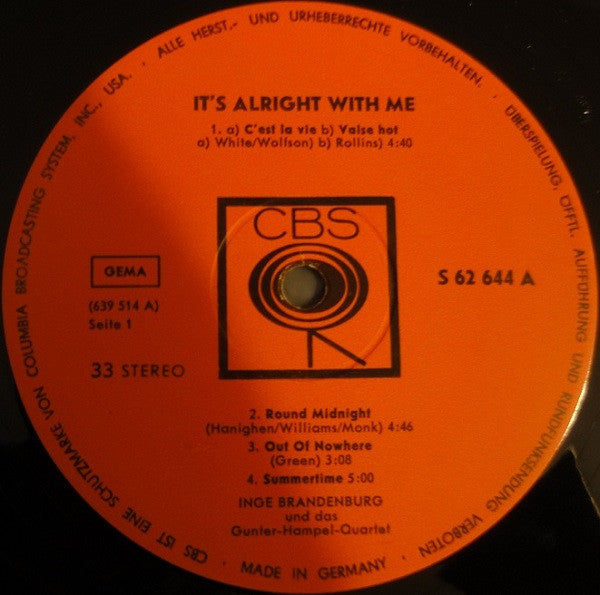 IT'S ALRIGHT WITH ME
1. a) C'est la vie b) Valse hot
a) White/Wolfson) b) Rollins) 4:40
CBS
GEMA
S 62 644 A
(639 514 A)
Seite 1
33 STEREO
2. Round Midnight
(Hanighen/Williams/Monk) 4:46
3. Out Of Nowhere
(Green) 3:08
4. Summertime 5:00
INGE BRANDENBURG
und das
Gunter-Hampel-Quartet
CBS IST EINE SCHUTZMARKE VON COLUMBIA BROADCASTING SYSTEM, INC., USA. · ALLE HERST.- UND URHEBERRECHTE VORBEHALTEN. · ÜBERSPIELUNG, ÖFFTL. AUFFÜHRUNG UND RUNDFUNKSENDUNG VERBOTEN · MADE IN GERMANY ·